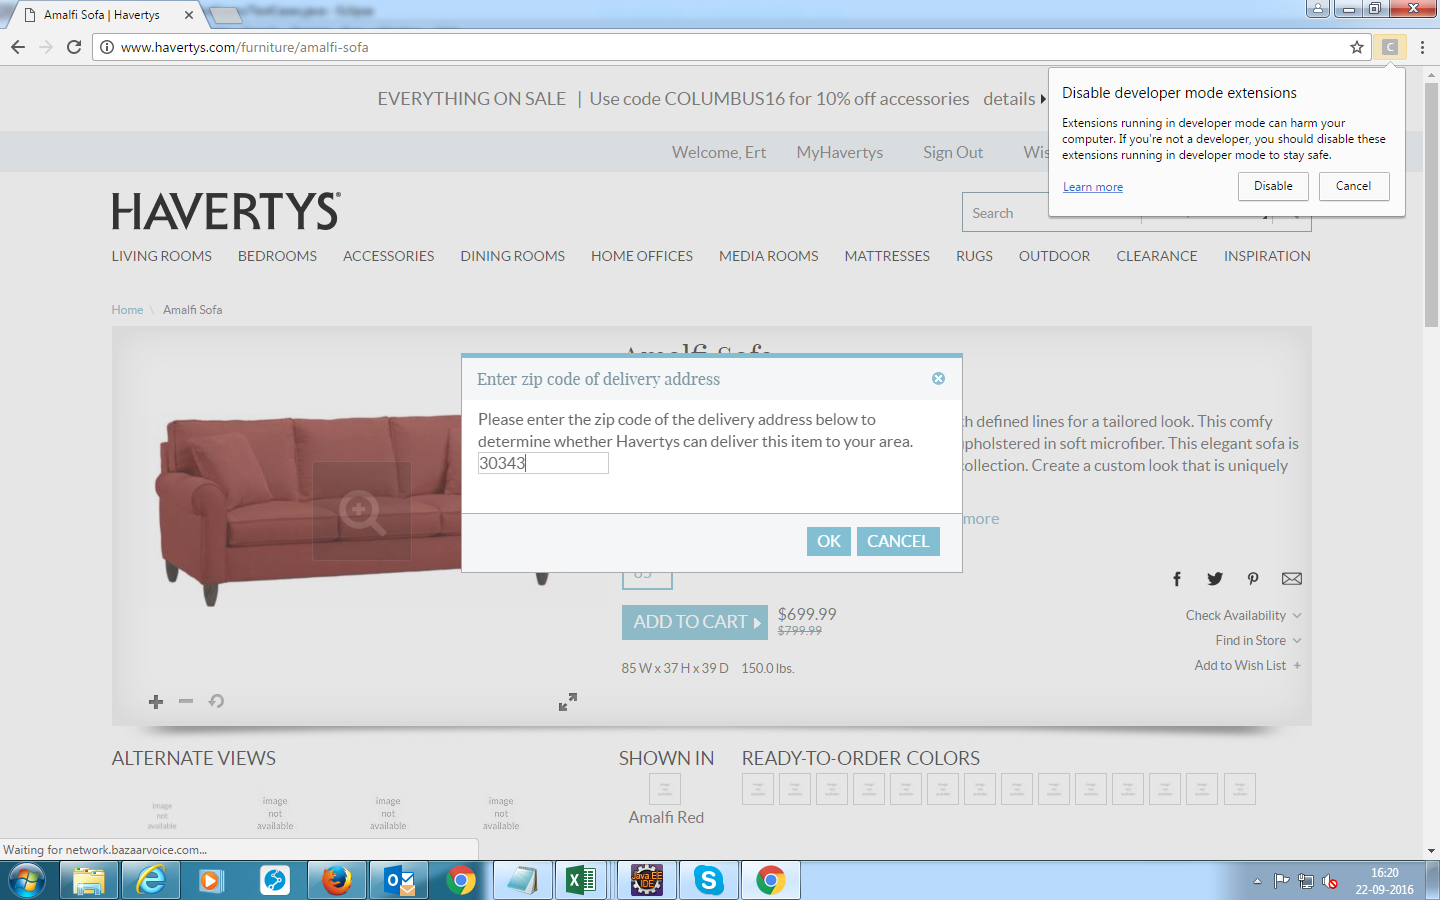 Amalfi Sofa | Havertys
www.havertys.com/furniture/amalfi-sofa
C
EVERYTHING ON SALE | Use code COLUMBUS16 for 10% off accessories details
Disable developer mode extensions
Extensions running in developer mode can harm your
computer. If you're not a developer, you should disable these
extensions running in developer mode to stay safe.
Learn more
Disable
Cancel
Welcome, Ert MyHavertys Sign Out
HAVERTYS®
Search
LIVING ROOMS BEDROOMS ACCESSORIES DINING ROOMS HOME OFFICES MEDIA ROOMS MATTRESSES RUGS OUTDOOR CLEARANCE INSPIRATION
Home \ Amalfi Sofa
Amalfi Sofa
Enter zip code of delivery address
Please enter the zip code of the delivery address below to
determine whether Havertys can deliver this item to your area.
30343
OK CANCEL
defined lines for a tailored look. This comfy
upholstered in soft microfiber. This elegant sofa is
collection. Create a custom look that is uniquely
more
85
ADD TO CART
$699.99
$799.99
85 W x 37 H x 39 D 150.0 lbs.
Check Availability
Find in Store
Add to Wish List +
ALTERNATE VIEWS
image
not
available
image
not
available
image
not
available
image
not
available
SHOWN IN
Amalfi Red
READY-TO-ORDER COLORS
Waiting for network.bazaarvoice.com...
Java EE
IDE
16:20
22-09-2016